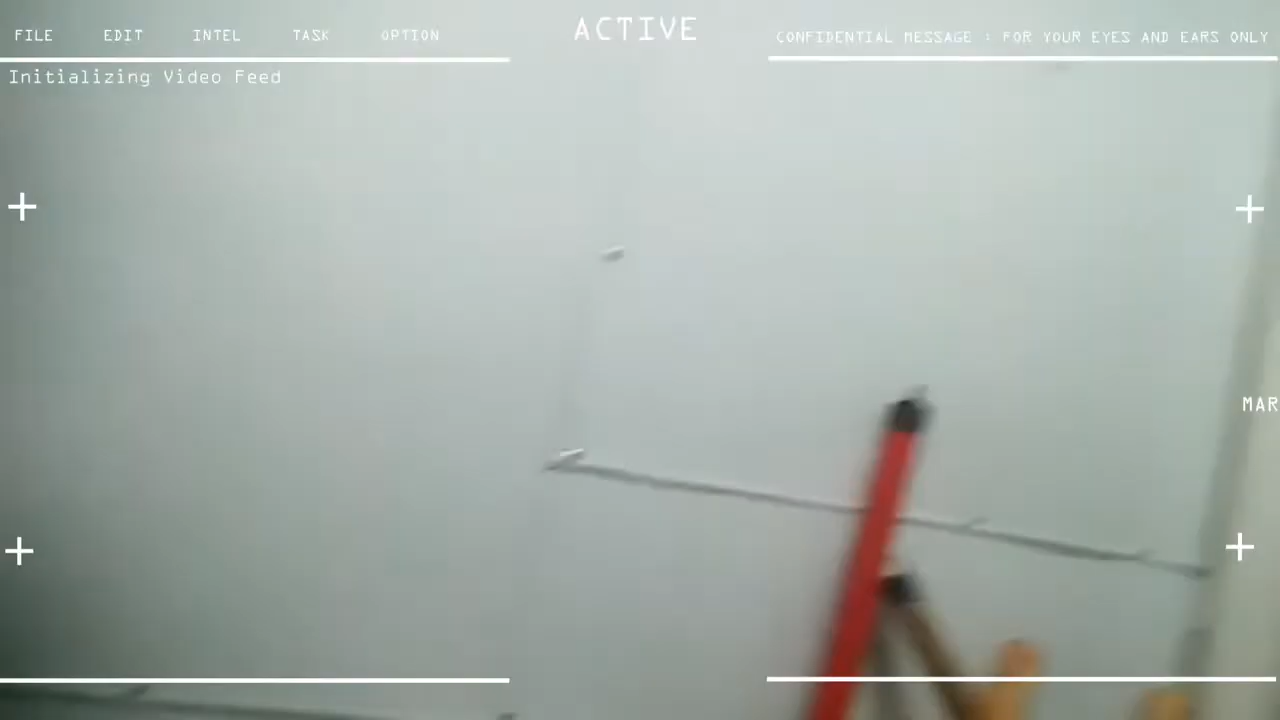 FILE EDIT INTEL TASK OPTION
ACTIVE
CONFIDENTIAL MESSAGE : FOR YOUR EYES AND EARS ONLY
Initializing Video Feed
MAR